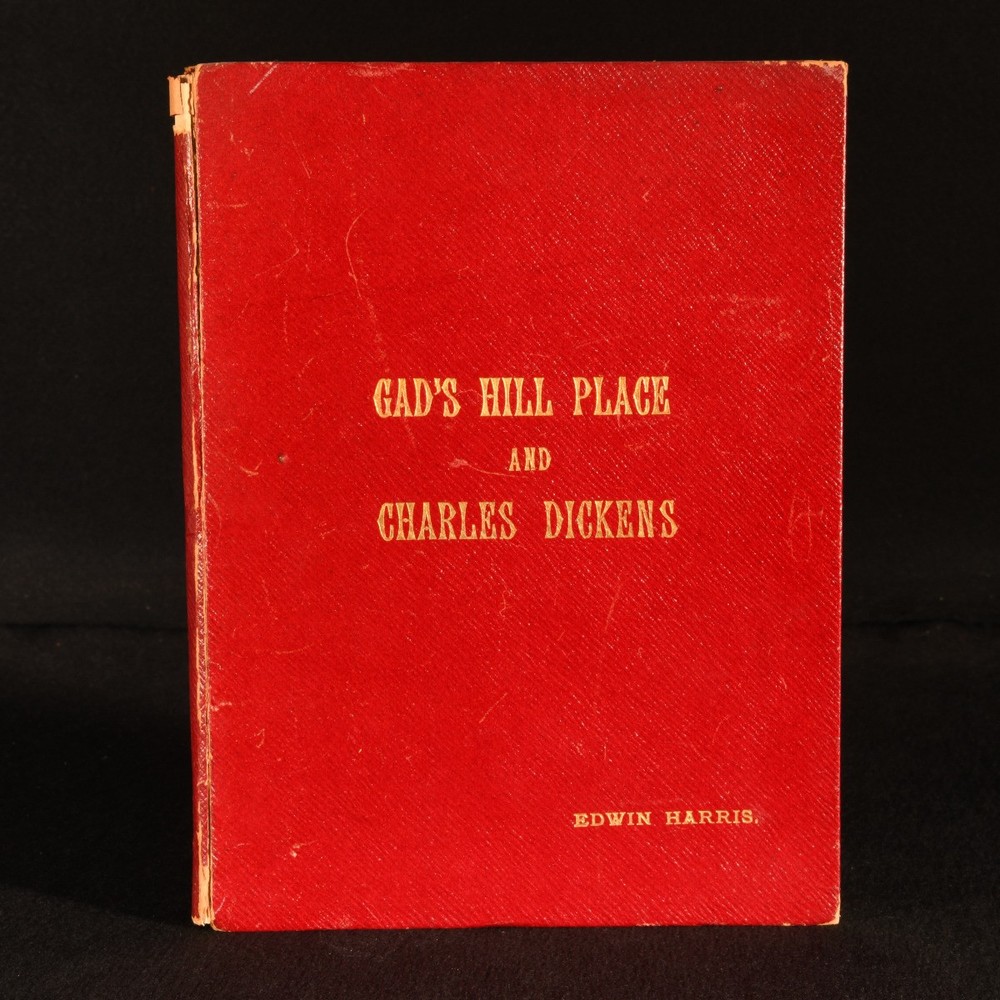 GAD'S HILL PLACE
AND
CHARLES DICKENS
EDWIN HARRIS.